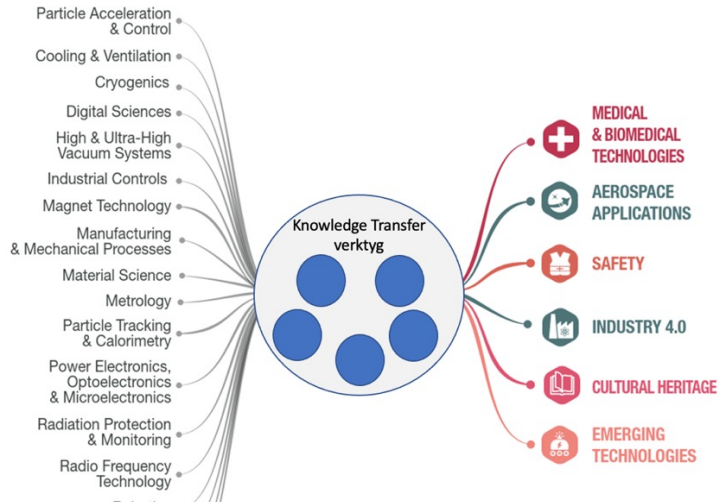 Particle Acceleration
& Control
Cooling & Ventilation
Cryogenics
Digital Sciences
High & Ultra-High
Vacuum Systems
Industrial Controls
Magnet Technology
Manufacturing
& Mechanical Processes
Material Science
Metrology
Particle Tracking
& Calorimetry
Power Electronics,
Optoelectronics
& Microelectronics
Radiation Protection
& Monitoring
Radio Frequency
Technology
Knowledge Transfer
verktyg
MEDICAL
& BIOMEDICAL
TECHNOLOGIES
AEROSPACE
APPLICATIONS
SAFETY
INDUSTRY 4.0
CULTURAL HERITAGE
EMERGING
TECHNOLOGIES